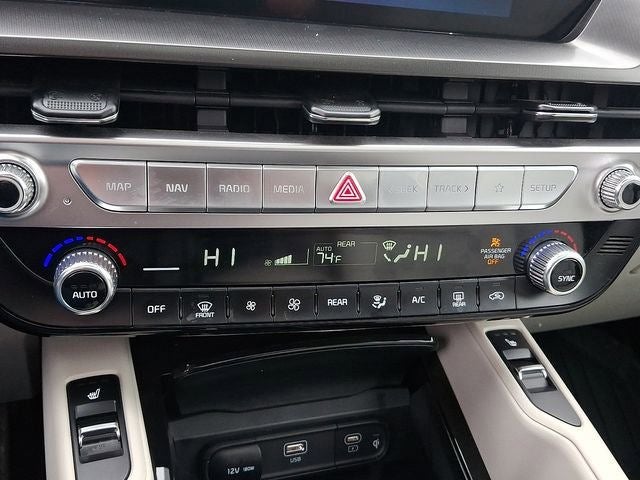 MAP NAV RADIO MEDIA < SEEK TRACK > SETUP
HI AUTO REAR 74F HI PASSENGER AIR BAG OFF
AUTO SYNC
OFF FRONT REAR A/C REAR
12V 180W USB